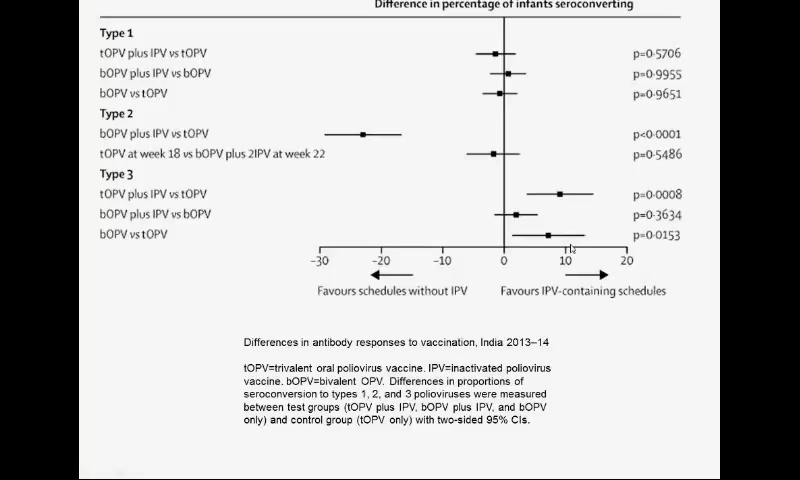 Difference in percentage of infants seroconverting
Type 1
tOPV plus IPV vs tOPV p=0·5706
bOPV plus IPV vs bOPV p=0·9955
bOPV vs tOPV p=0·9651
Type 2
bOPV plus IPV vs tOPV p<0·0001
tOPV at week 18 vs bOPV plus 2IPV at week 22 p=0·5486
Type 3
tOPV plus IPV vs tOPV p=0·0008
bOPV plus IPV vs bOPV p=0·3634
bOPV vs tOPV p=0·0153
-30 -20 -10 0 10 20
Favours schedules without IPV Favours IPV-containing schedules
Differences in antibody responses to vaccination, India 2013–14
tOPV=trivalent oral poliovirus vaccine. IPV=inactivated poliovirus
vaccine. bOPV=bivalent OPV. Differences in proportions of
seroconversion to types 1, 2, and 3 polioviruses were measured
between test groups (tOPV plus IPV, bOPV plus IPV, and bOPV
only) and control group (tOPV only) with two-sided 95% CIs.